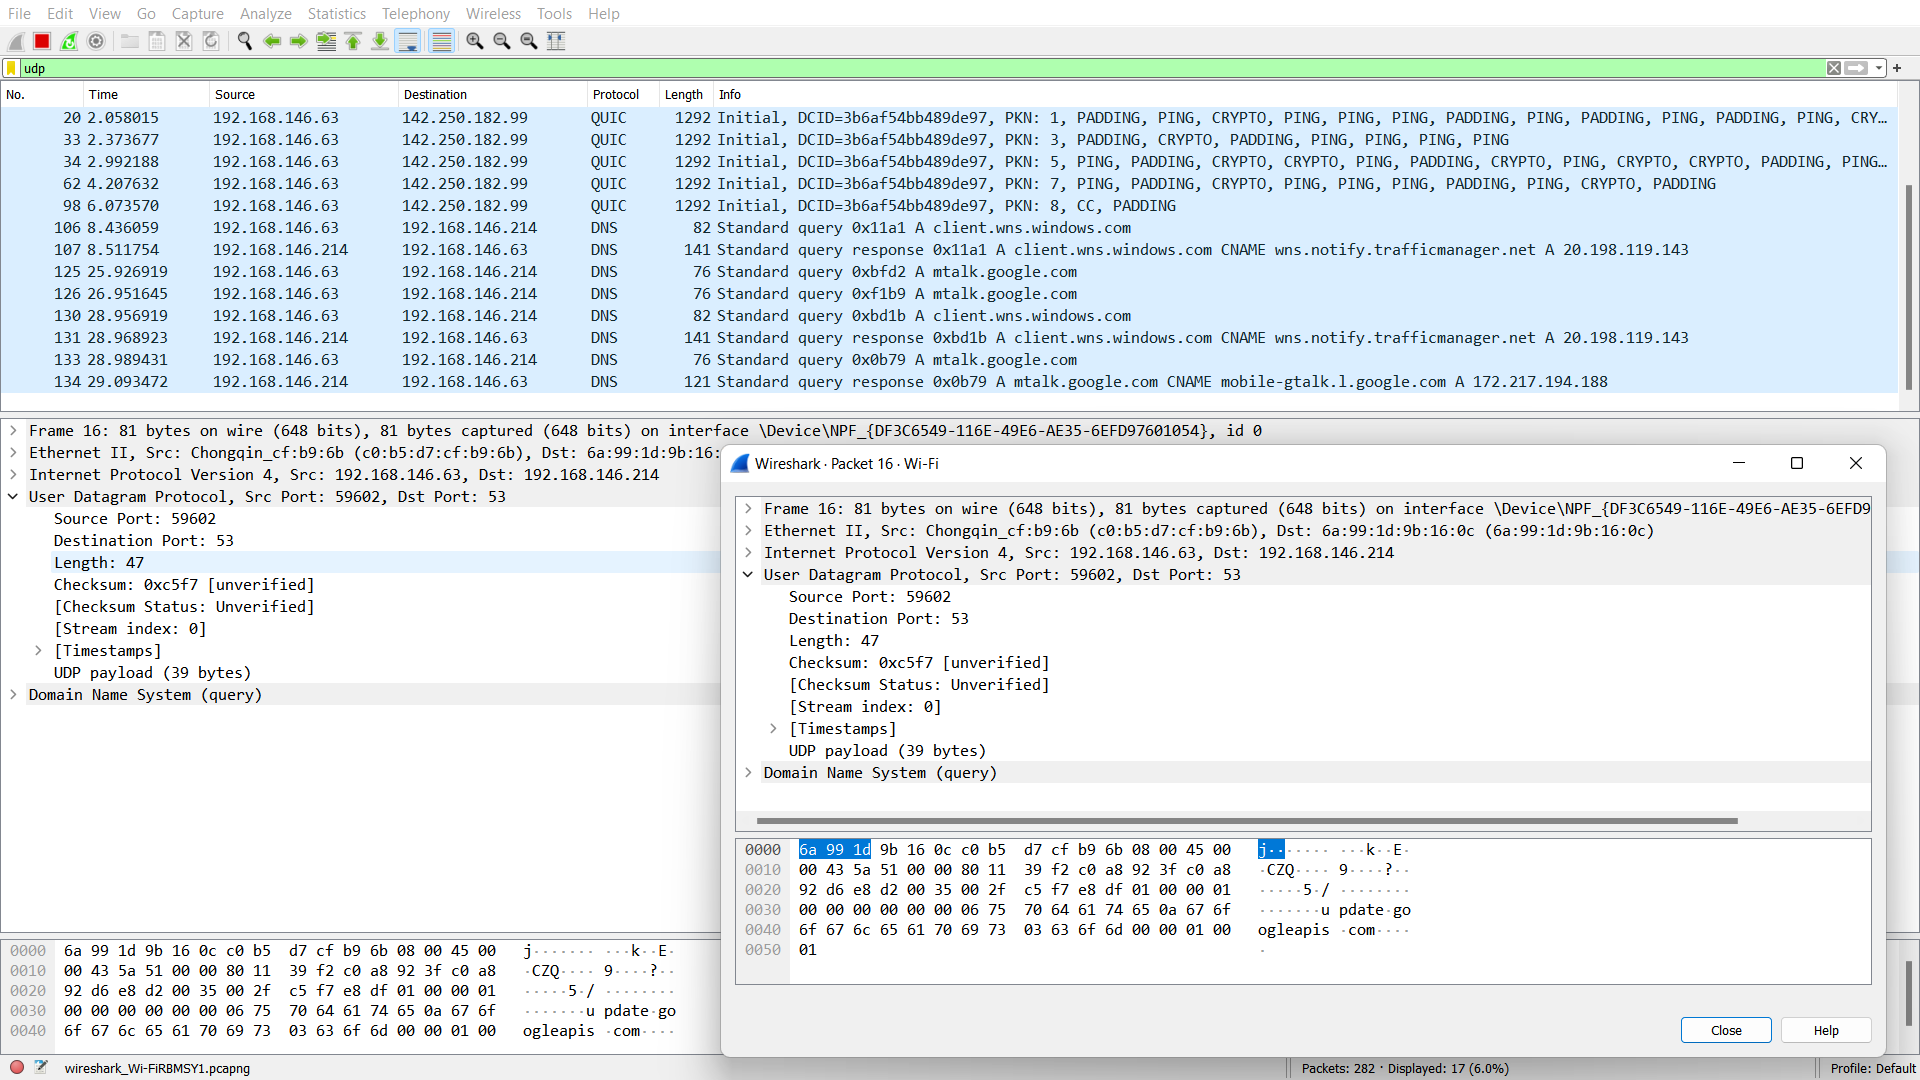 File Edit View Go Capture Analyze Statistics Telephony Wireless Tools Help
udp
No. Time Source Destination Protocol Length Info
20 2.058015 192.168.146.63 142.250.182.99 QUIC 1292 Initial, DCID=3b6af54bb489de97, PKN: 1, PADDING, PING, CRYPTO, PING, PING, PING, PADDING, PING, PADDING, PING, PADDING, PING, CRY…
33 2.373677 192.168.146.63 142.250.182.99 QUIC 1292 Initial, DCID=3b6af54bb489de97, PKN: 3, PADDING, CRYPTO, PADDING, PING, PING, PING, PING
34 2.992188 192.168.146.63 142.250.182.99 QUIC 1292 Initial, DCID=3b6af54bb489de97, PKN: 5, PING, PADDING, CRYPTO, CRYPTO, PING, PADDING, CRYPTO, PING, CRYPTO, CRYPTO, PADDING, PING…
62 4.207632 192.168.146.63 142.250.182.99 QUIC 1292 Initial, DCID=3b6af54bb489de97, PKN: 7, PING, PADDING, CRYPTO, PING, PING, PING, PADDING, PING, CRYPTO, PADDING
98 6.073570 192.168.146.63 142.250.182.99 QUIC 1292 Initial, DCID=3b6af54bb489de97, PKN: 8, CC, PADDING
106 8.436059 192.168.146.63 192.168.146.214 DNS 82 Standard query 0x11a1 A client.wns.windows.com
107 8.511754 192.168.146.214 192.168.146.63 DNS 141 Standard query response 0x11a1 A client.wns.windows.com CNAME wns.notify.trafficmanager.net A 20.198.119.143
125 25.926919 192.168.146.63 192.168.146.214 DNS 76 Standard query 0xbfd2 A mtalk.google.com
126 26.951645 192.168.146.63 192.168.146.214 DNS 76 Standard query 0xf1b9 A mtalk.google.com
130 28.956919 192.168.146.63 192.168.146.214 DNS 82 Standard query 0xbd1b A client.wns.windows.com
131 28.968923 192.168.146.214 192.168.146.63 DNS 141 Standard query response 0xbd1b A client.wns.windows.com CNAME wns.notify.trafficmanager.net A 20.198.119.143
133 28.989431 192.168.146.63 192.168.146.214 DNS 76 Standard query 0x0b79 A mtalk.google.com
134 29.093472 192.168.146.214 192.168.146.63 DNS 121 Standard query response 0x0b79 A mtalk.google.com CNAME mobile-gtalk.l.google.com A 172.217.194.188
Frame 16: 81 bytes on wire (648 bits), 81 bytes captured (648 bits) on interface \Device\NPF_{DF3C6549-116E-49E6-AE35-6EFD97601054}, id 0
Ethernet II, Src: Chongqin_cf:b9:6b (c0:b5:d7:cf:b9:6b), Dst: 6a:99:1d:9b:16:
Internet Protocol Version 4, Src: 192.168.146.63, Dst: 192.168.146.214
User Datagram Protocol, Src Port: 59602, Dst Port: 53
Source Port: 59602
Destination Port: 53
Length: 47
Checksum: 0xc5f7 [unverified]
[Checksum Status: Unverified]
[Stream index: 0]
[Timestamps]
UDP payload (39 bytes)
Domain Name System (query)
0000 6a 99 1d 9b 16 0c c0 b5 d7 cf b9 6b 08 00 45 00 j······· ···k··E·
0010 00 43 5a 51 00 00 80 11 39 f2 c0 a8 92 3f c0 a8 ·CZQ···· 9····?··
0020 92 d6 e8 d2 00 35 00 2f c5 f7 e8 df 01 00 00 01 ·····5·/ ········
0030 00 00 00 00 00 00 06 75 70 64 61 74 65 0a 67 6f ·······u pdate·go
0040 6f 67 6c 65 61 70 69 73 03 63 6f 6d 00 00 01 00 ogleapis ·com····
Wireshark · Packet 16 · Wi-Fi
Frame 16: 81 bytes on wire (648 bits), 81 bytes captured (648 bits) on interface \Device\NPF_{DF3C6549-116E-49E6-AE35-6EFD9
Ethernet II, Src: Chongqin_cf:b9:6b (c0:b5:d7:cf:b9:6b), Dst: 6a:99:1d:9b:16:0c (6a:99:1d:9b:16:0c)
Internet Protocol Version 4, Src: 192.168.146.63, Dst: 192.168.146.214
User Datagram Protocol, Src Port: 59602, Dst Port: 53
Source Port: 59602
Destination Port: 53
Length: 47
Checksum: 0xc5f7 [unverified]
[Checksum Status: Unverified]
[Stream index: 0]
[Timestamps]
UDP payload (39 bytes)
Domain Name System (query)
0000 6a 99 1d 9b 16 0c c0 b5 d7 cf b9 6b 08 00 45 00 j······· ···k··E·
0010 00 43 5a 51 00 00 80 11 39 f2 c0 a8 92 3f c0 a8 ·CZQ···· 9····?··
0020 92 d6 e8 d2 00 35 00 2f c5 f7 e8 df 01 00 00 01 ·····5·/ ········
0030 00 00 00 00 00 00 06 75 70 64 61 74 65 0a 67 6f ·······u pdate·go
0040 6f 67 6c 65 61 70 69 73 03 63 6f 6d 00 00 01 00 ogleapis ·com····
0050 01 ·
Close Help
wireshark_Wi-FiRBMSY1.pcapng Packets: 282 · Displayed: 17 (6.0%) Profile: Default